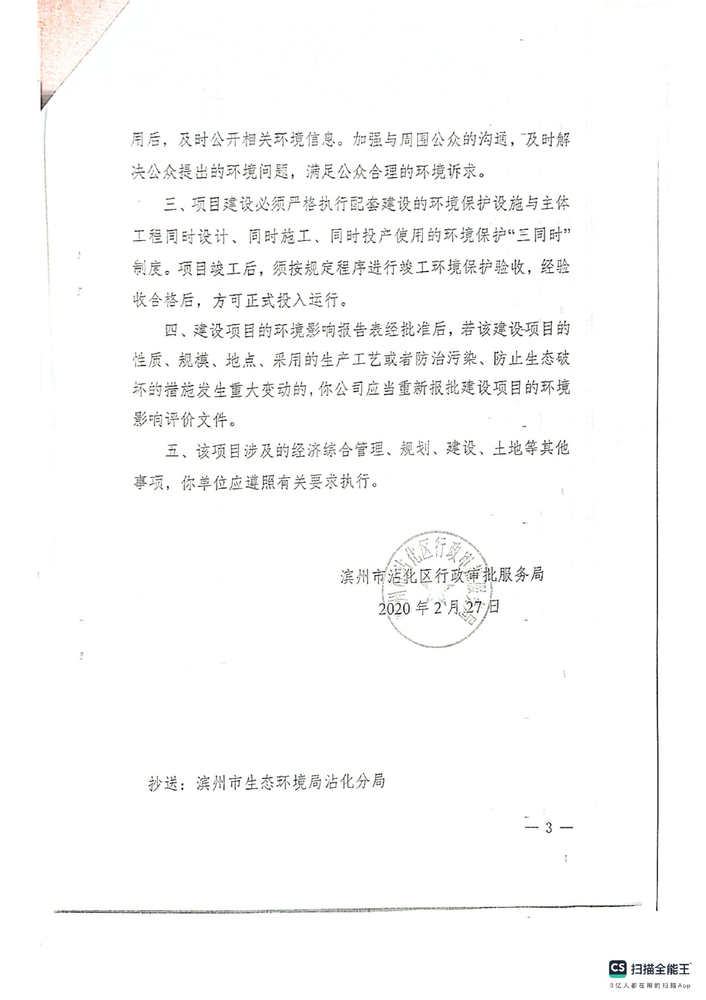 用后，及时公开相关环境信息。加强与周围公众的沟通，及时解
决公众提出的环境问题，满足公众合理的环境诉求。
三、项目建设必须严格执行配套建设的环境保护设施与主体
工程同时设计、同时施工、同时投产使用的环境保护“三同时”
制度。项目竣工后，须按规定程序进行竣工环境保护验收，经验
收合格后，方可正式投入运行。
四、建设项目的环境影响报告表经批准后，若该建设项目的
性质、规模、地点、采用的生产工艺或者防治污染、防止生态破
坏的措施发生重大变动的，你公司应当重新报批建设项目的环境
影响评价文件。
五、该项目涉及的经济综合管理、规划、建设、土地等其他
事项，你单位应遵照有关要求执行。
滨州市沾化区行政审批服务局
2020年2月27日
抄送：滨州市生态环境局沾化分局
— 3 —
CS 扫描全能王
3亿人都在用的扫描App